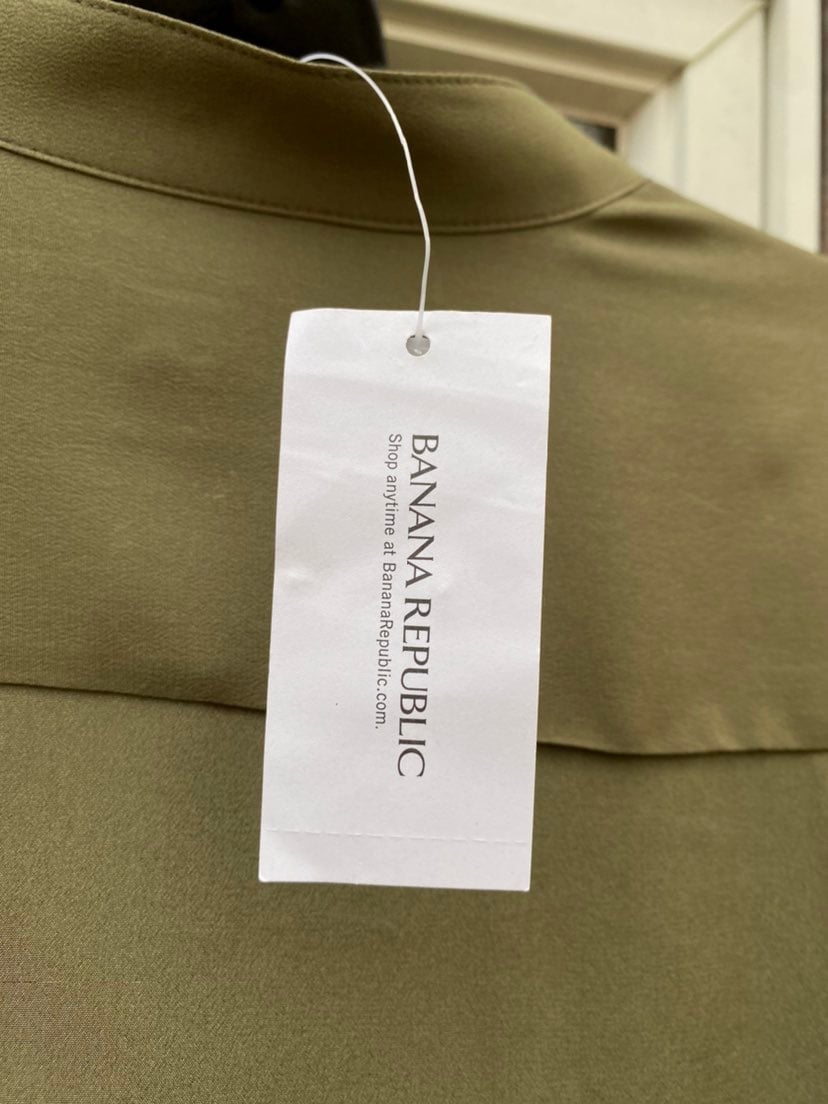 BANANA REPUBLIC
Shop anytime at BananaRepublic.com.